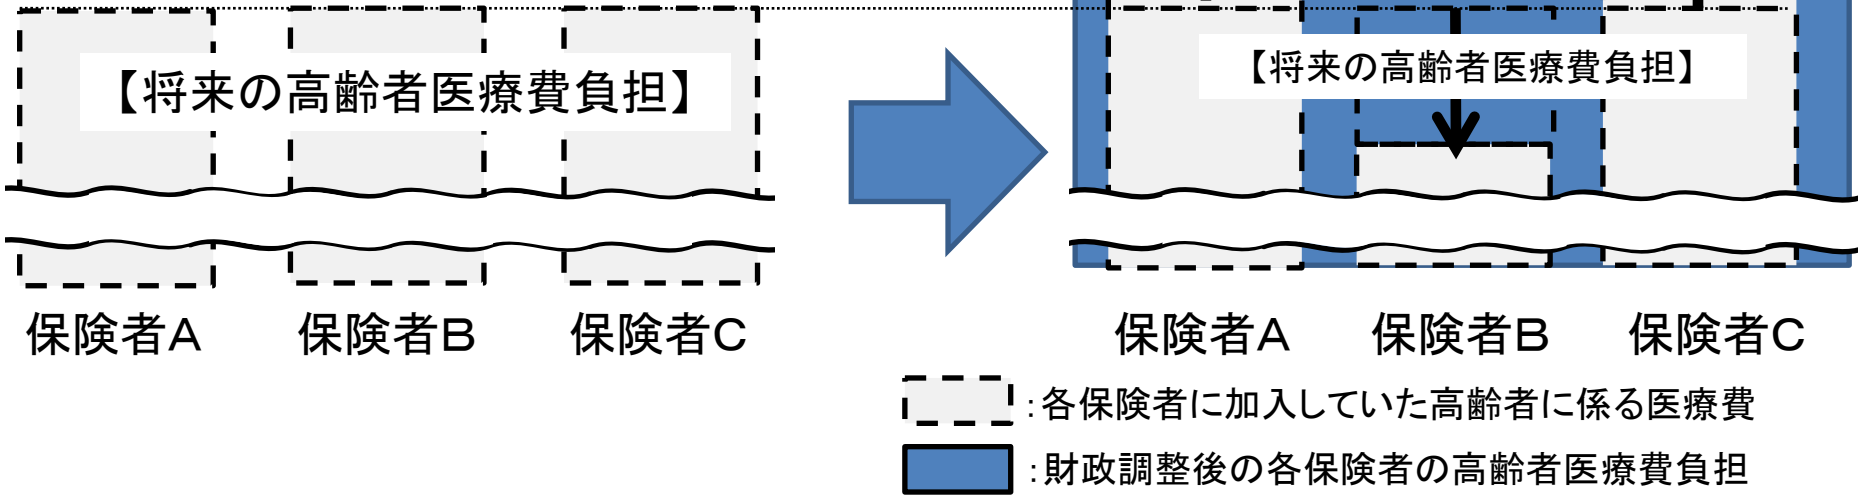 【将来の高齢者医療費負担】
【将来の高齢者医療費負担】
保険者A 保険者B 保険者C
保険者A 保険者B 保険者C
:各保険者に加入していた高齢者に係る医療費
:財政調整後の各保険者の高齢者医療費負担